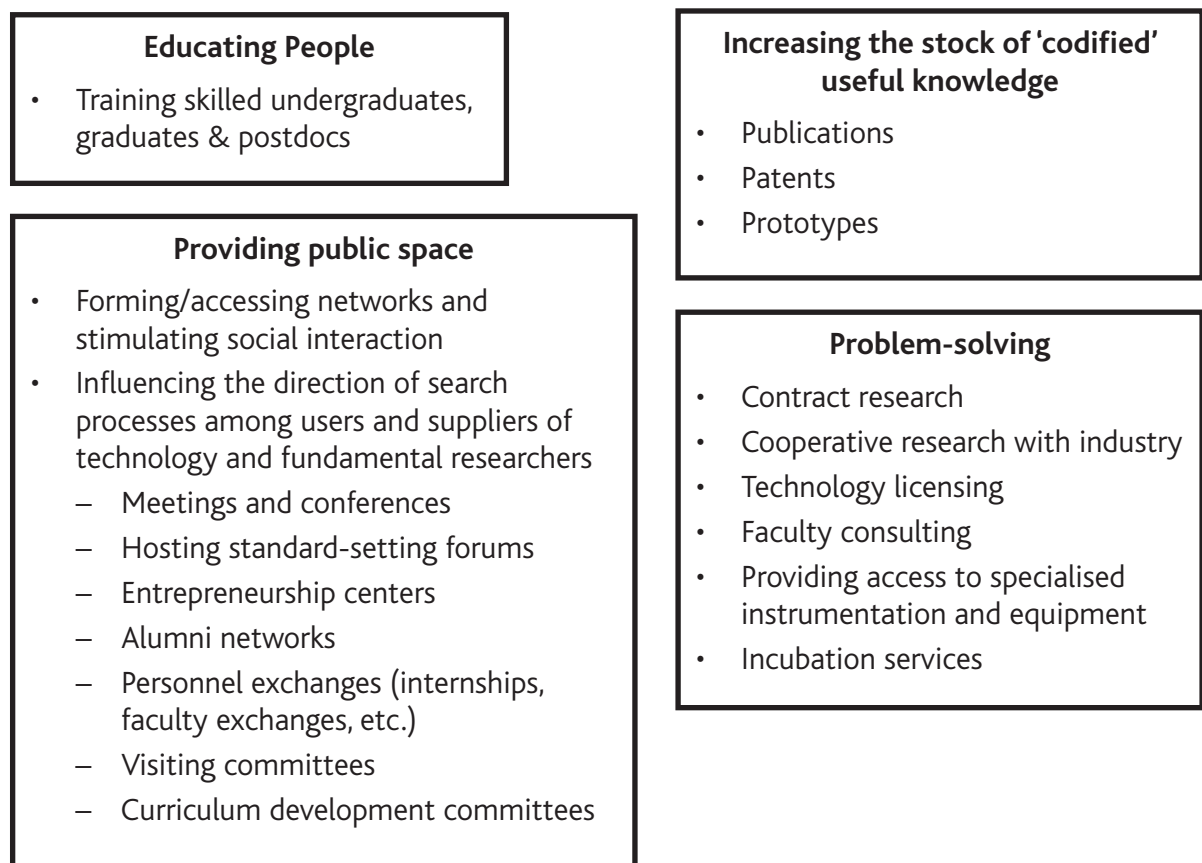 Educating People
• Training skilled undergraduates,
graduates & postdocs
Providing public space
• Forming/accessing networks and
stimulating social interaction
• Influencing the direction of search
processes among users and suppliers of
technology and fundamental researchers
– Meetings and conferences
– Hosting standard-setting forums
– Entrepreneurship centers
– Alumni networks
– Personnel exchanges (internships,
faculty exchanges, etc.)
– Visiting committees
– Curriculum development committees
Increasing the stock of ‘codified’
useful knowledge
• Publications
• Patents
• Prototypes
Problem-solving
• Contract research
• Cooperative research with industry
• Technology licensing
• Faculty consulting
• Providing access to specialised
instrumentation and equipment
• Incubation services